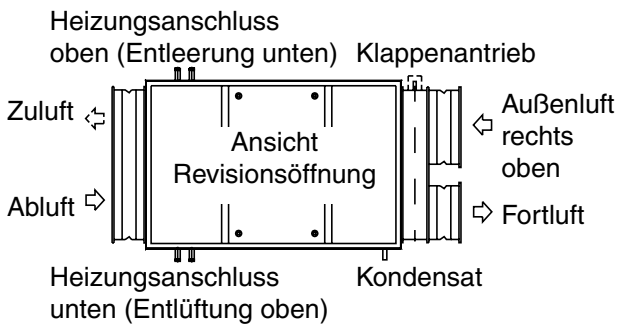 Heizungsanschluss
oben (Entleerung unten)
Klappenantrieb
Zuluft
Außenluft
rechts
oben
Ansicht
Revisionsöffnung
Abluft
Fortluft
Heizungsanschluss
unten (Entlüftung oben)
Kondensat